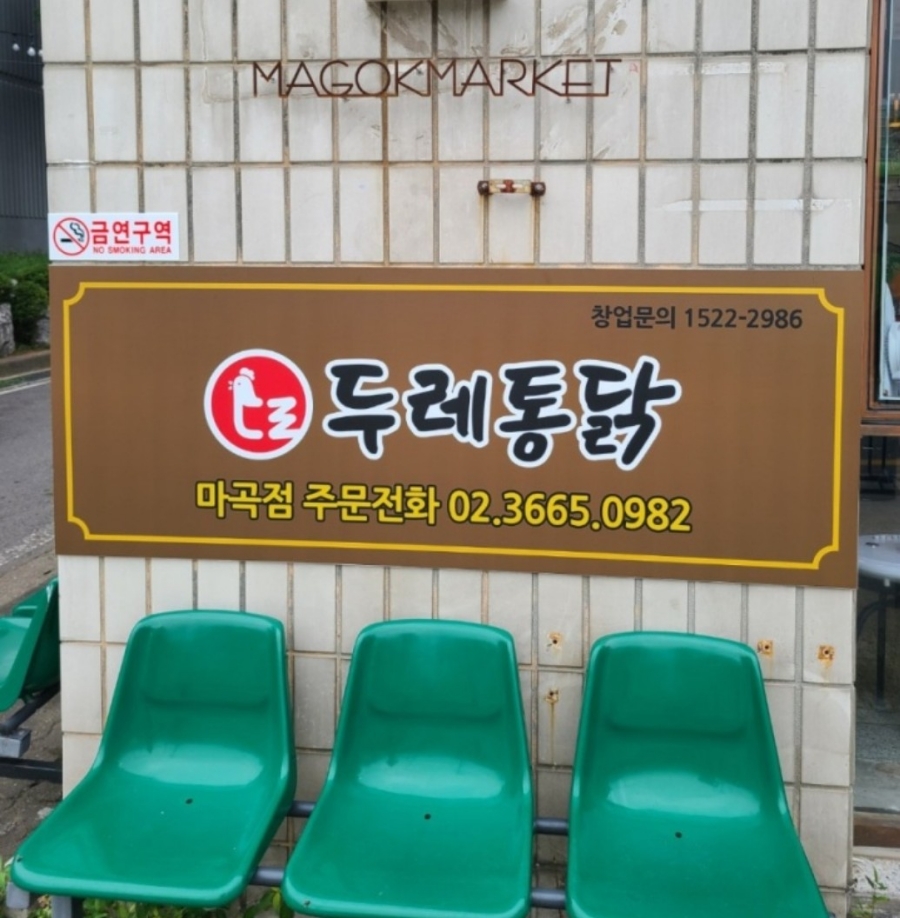 MAGOKMARKET
금연구역
NO SMOKING AREA
창업문의 1522-2986
두레통닭
마곡점 주문전화 02.3665.0982